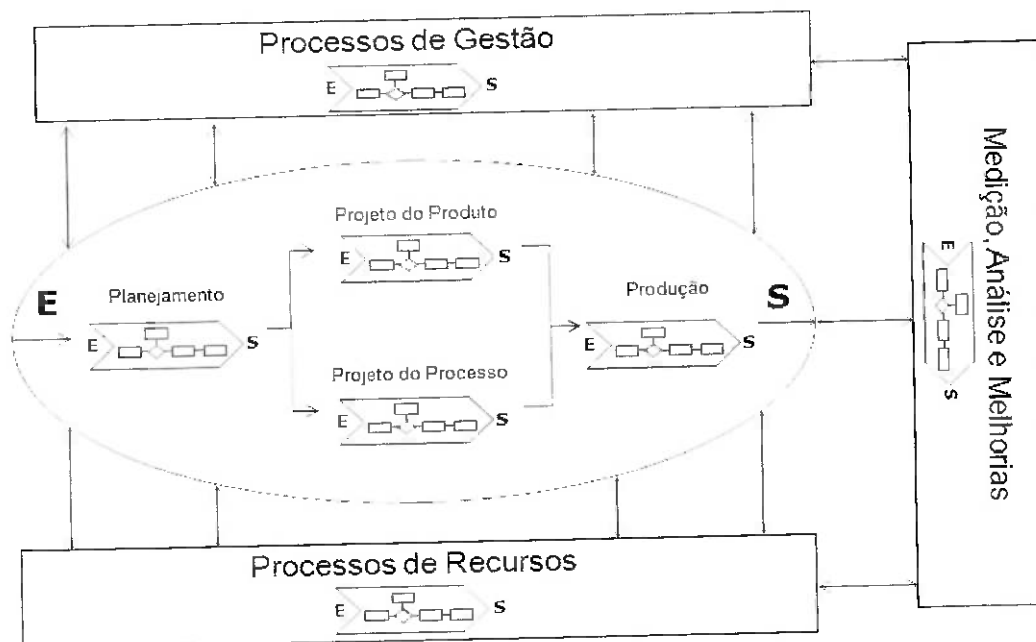 Processos de Gestão
E S
Projeto do Produto
E S
E
Planejamento
E S
Produção
S
E S
Projeto do Processo
E S
Processos de Recursos
E S
Medição, Análise e Melhorias
E
S